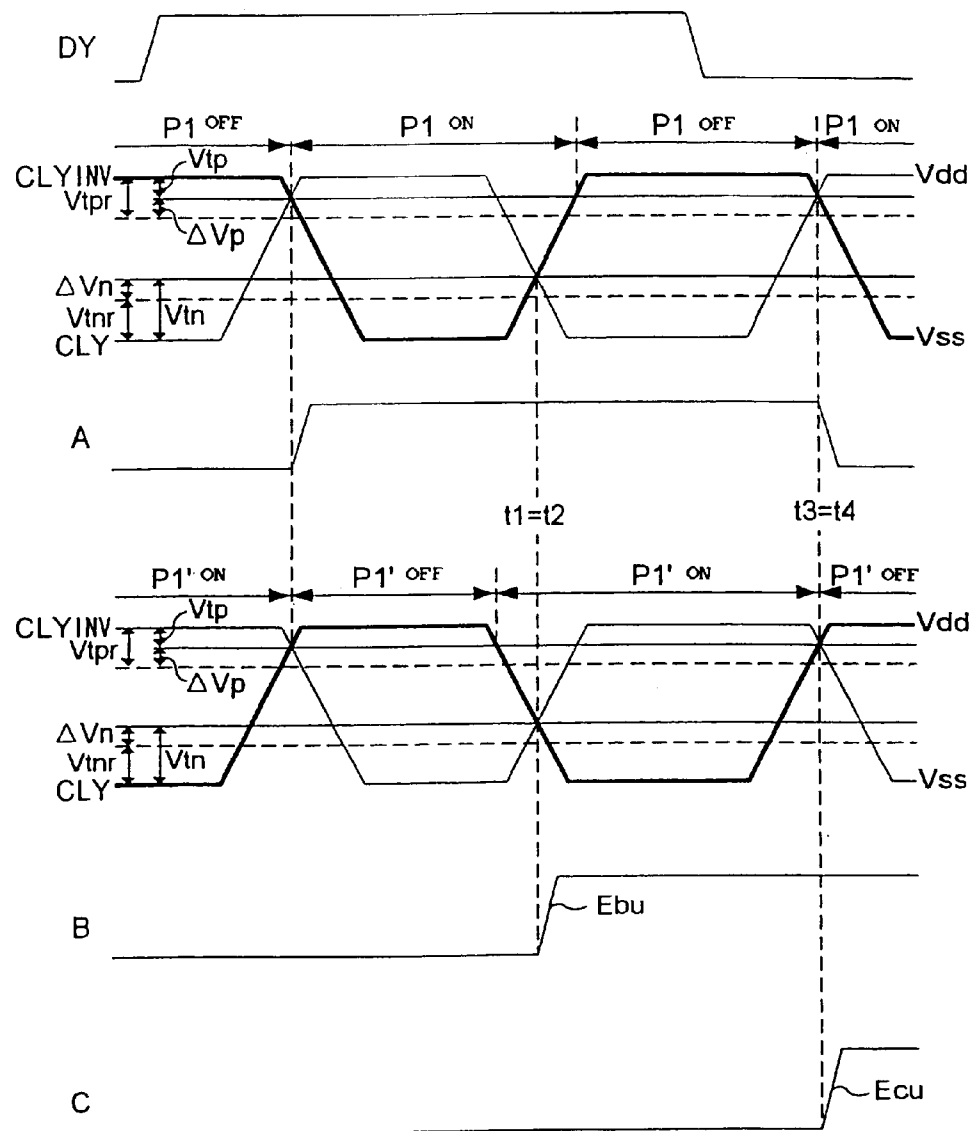 DY
P1 OFF P1 ON P1 OFF P1 ON
Vtp
CLYINV Vdd
Vtpr
ΔVp
ΔVn
Vtnr Vtn
CLY Vss
A
t1=t2 t3=t4
P1' ON P1' OFF P1' ON P1' OFF
Vtp
CLYINV Vdd
Vtpr
ΔVp
ΔVn
Vtnr Vtn
CLY Vss
Ebu
B
Ecu
C